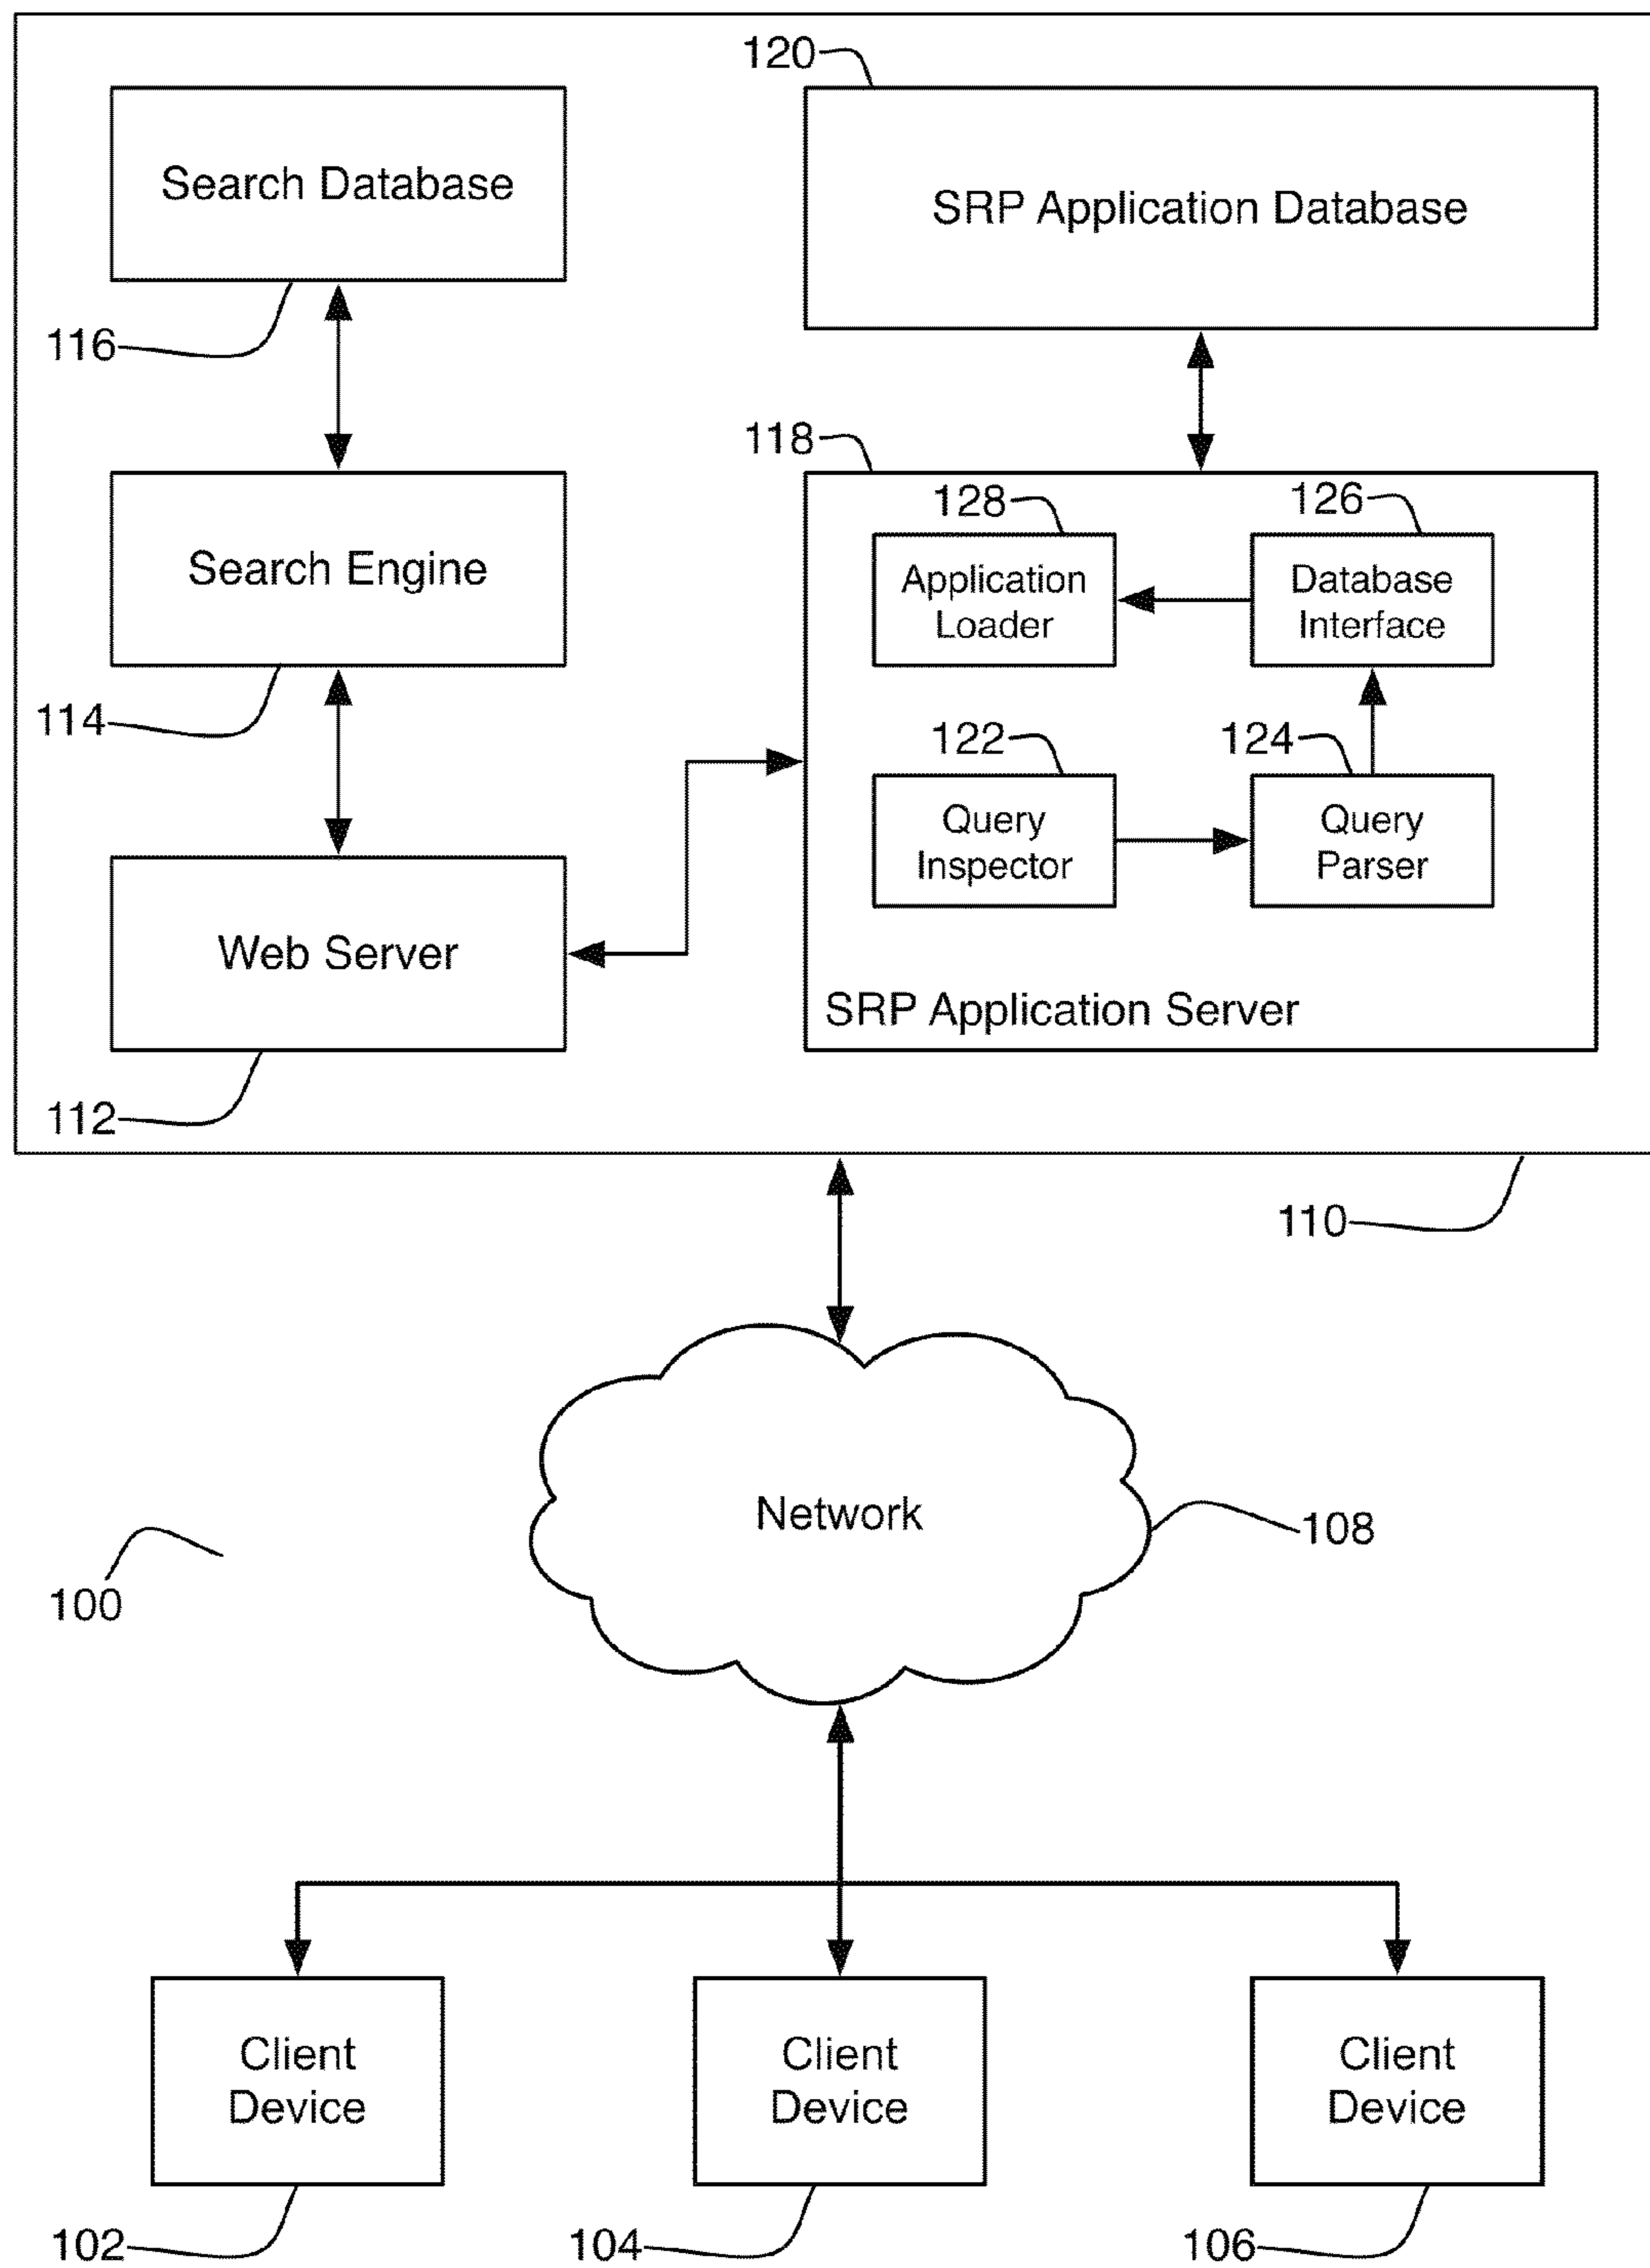 120
Search Database
SRP Application Database
116
118
128
126
Search Engine
Application
Loader
Database
Interface
114
122
124
Query
Inspector
Query
Parser
Web Server
SRP Application Server
112
110
Network
108
100
Client
Device
Client
Device
Client
Device
102
104
106